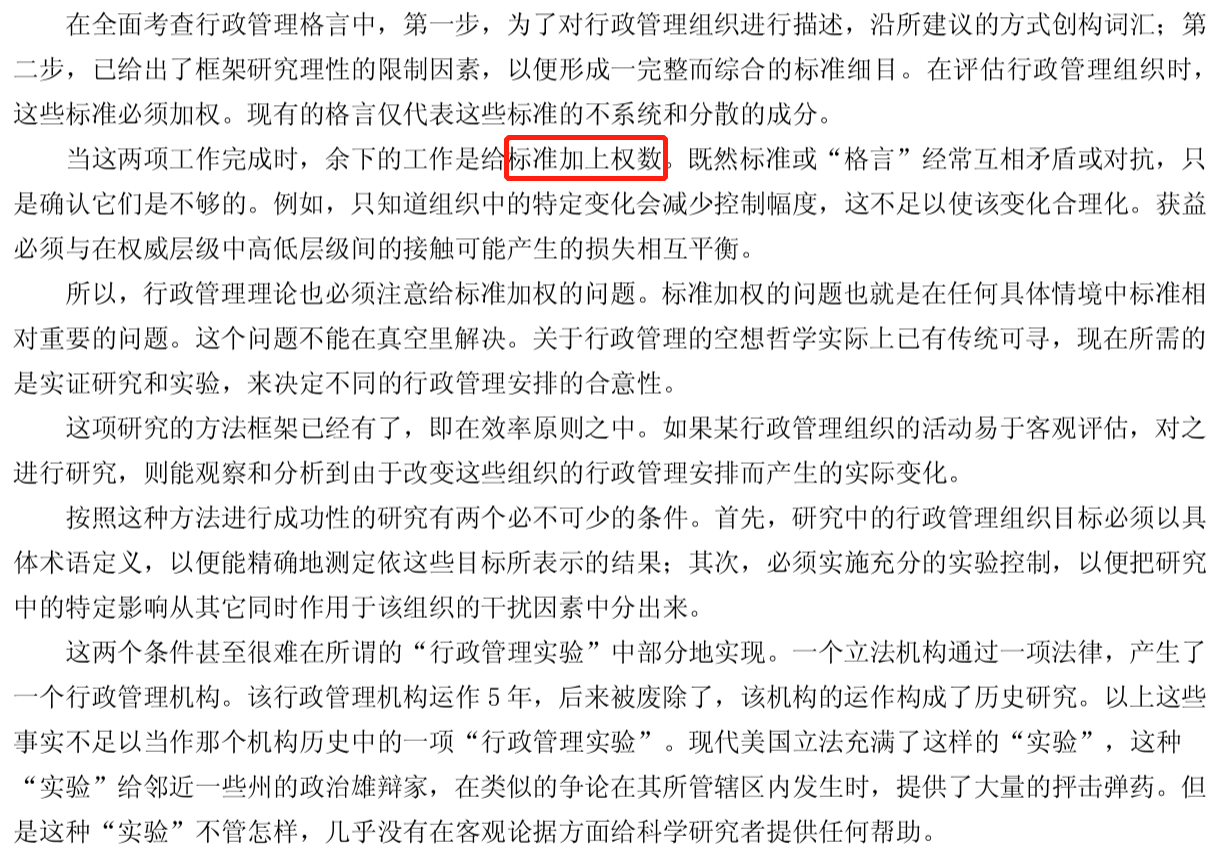 在全面考查行政管理格言中，第一步，为了对行政管理组织进行描述，沿所建议的方式创构词汇；第
二步，已给出了框架研究理性的限制因素，以便形成一完整而综合的标准细目。在评估行政管理组织时，
这些标准必须加权。现有的格言仅代表这些标准的不系统和分散的成分。
当这两项工作完成时，余下的工作是给标准加上权数。既然标准或“格言”经常互相矛盾或对抗，只
是确认它们是不够的。例如，只知道组织中的特定变化会减少控制幅度，这不足以使该变化合理化。获益
必须与在权威层级中高低层级间的接触可能产生的损失相互平衡。
所以，行政管理理论也必须注意给标准加权的问题。标准加权的问题也就是在任何具体情境中标准相
对重要的问题。这个问题不能在真空里解决。关于行政管理的空想哲学实际上已有传统可寻，现在所需的
是实证研究和实验，来决定不同的行政管理安排的合意性。
这项研究的方法框架已经有了，即在效率原则之中。如果某行政管理组织的活动易于客观评估，对之
进行研究，则能观察和分析到由于改变这些组织的行政管理安排而产生的实际变化。
按照这种方法进行成功性的研究有两个必不可少的条件。首先，研究中的行政管理组织目标必须以具
体术语定义，以便能精确地测定依这些目标所表示的结果；其次，必须实施充分的实验控制，以便把研究
中的特定影响从其它同时作用于该组织的干扰因素中分出来。
这两个条件甚至很难在所谓的“行政管理实验”中部分地实现。一个立法机构通过一项法律，产生了
一个行政管理机构。该行政管理机构运作 5 年，后来被废除了，该机构的运作构成了历史研究。以上这些
事实不足以当作那个机构历史中的一项“行政管理实验”。现代美国立法充满了这样的“实验”，这种
“实验”给邻近一些州的政治雄辩家，在类似的争论在其所管辖区内发生时，提供了大量的抨击弹药。但
是这种“实验”不管怎样，几乎没有在客观论据方面给科学研究者提供任何帮助。